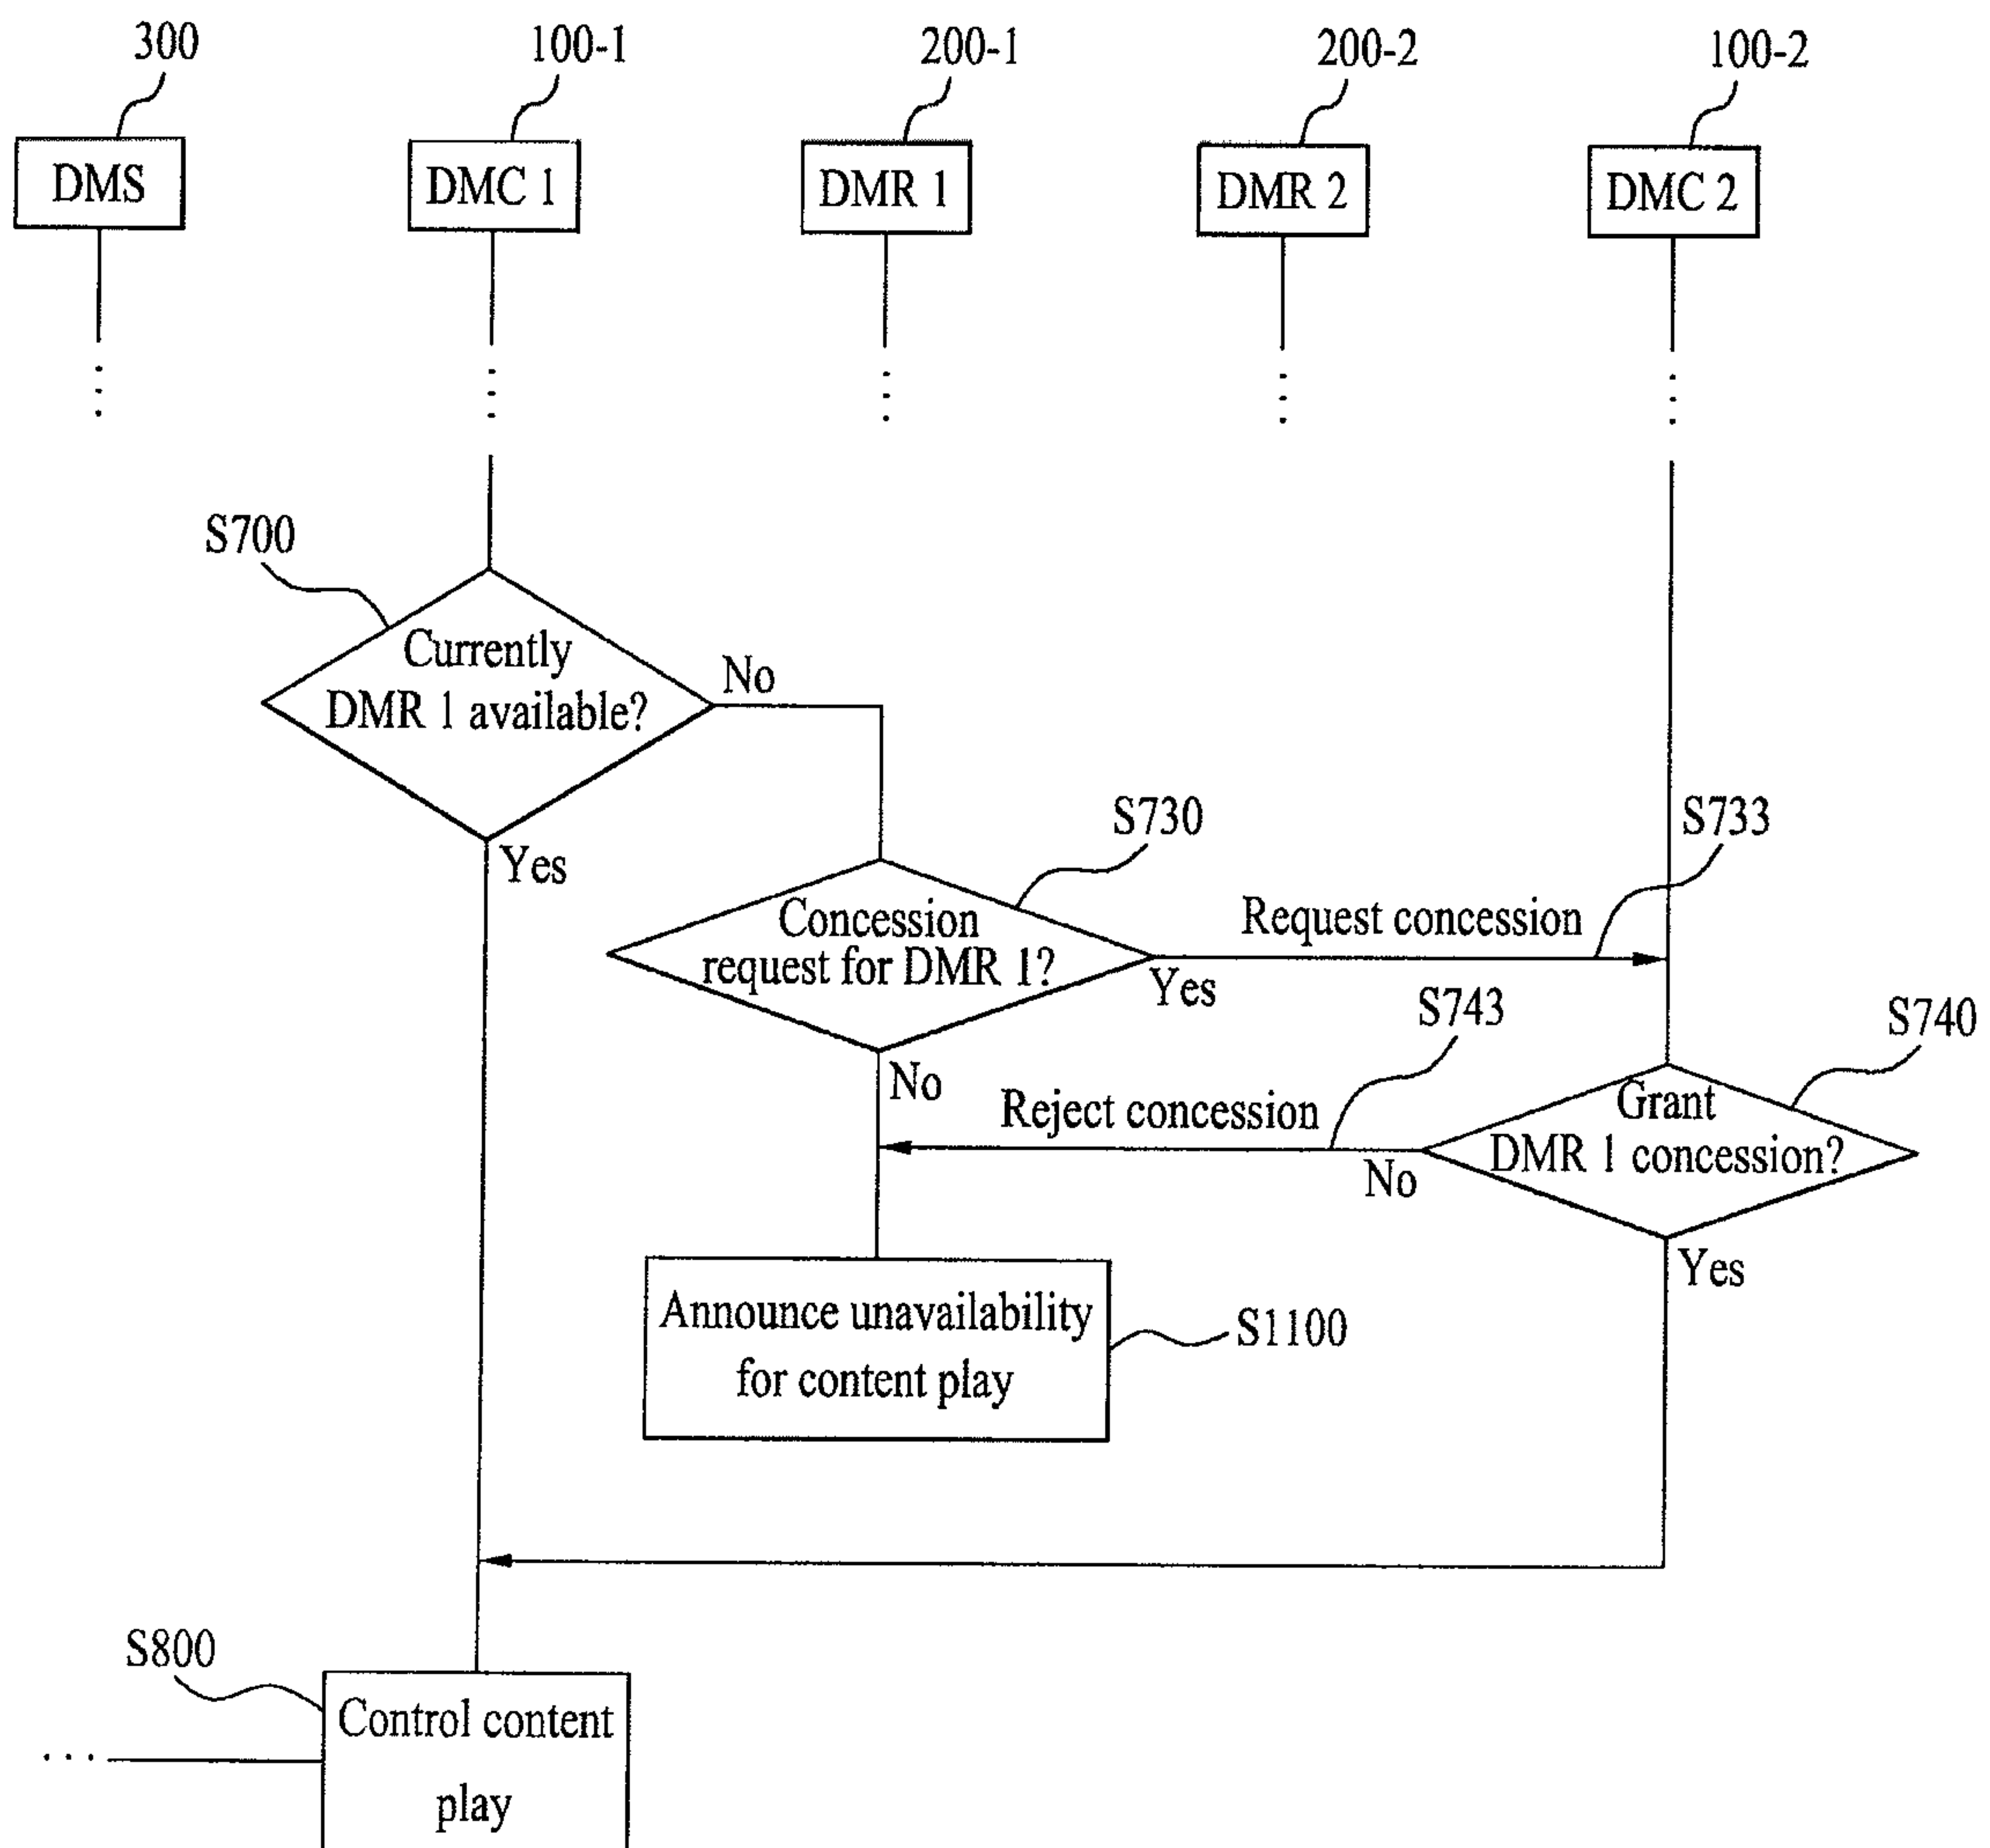 300
100-1
200-1
200-2
100-2
DMS
DMC 1
DMR 1
DMR 2
DMC 2
S700
Currently
DMR 1 available?
No
Yes
S730
S733
Concession
request for DMR 1?
Request concession
Yes
S743
S740
No
Reject concession
Grant
DMR 1 concession?
No
Yes
Announce unavailability
for content play
S1100
S800
Control content
play